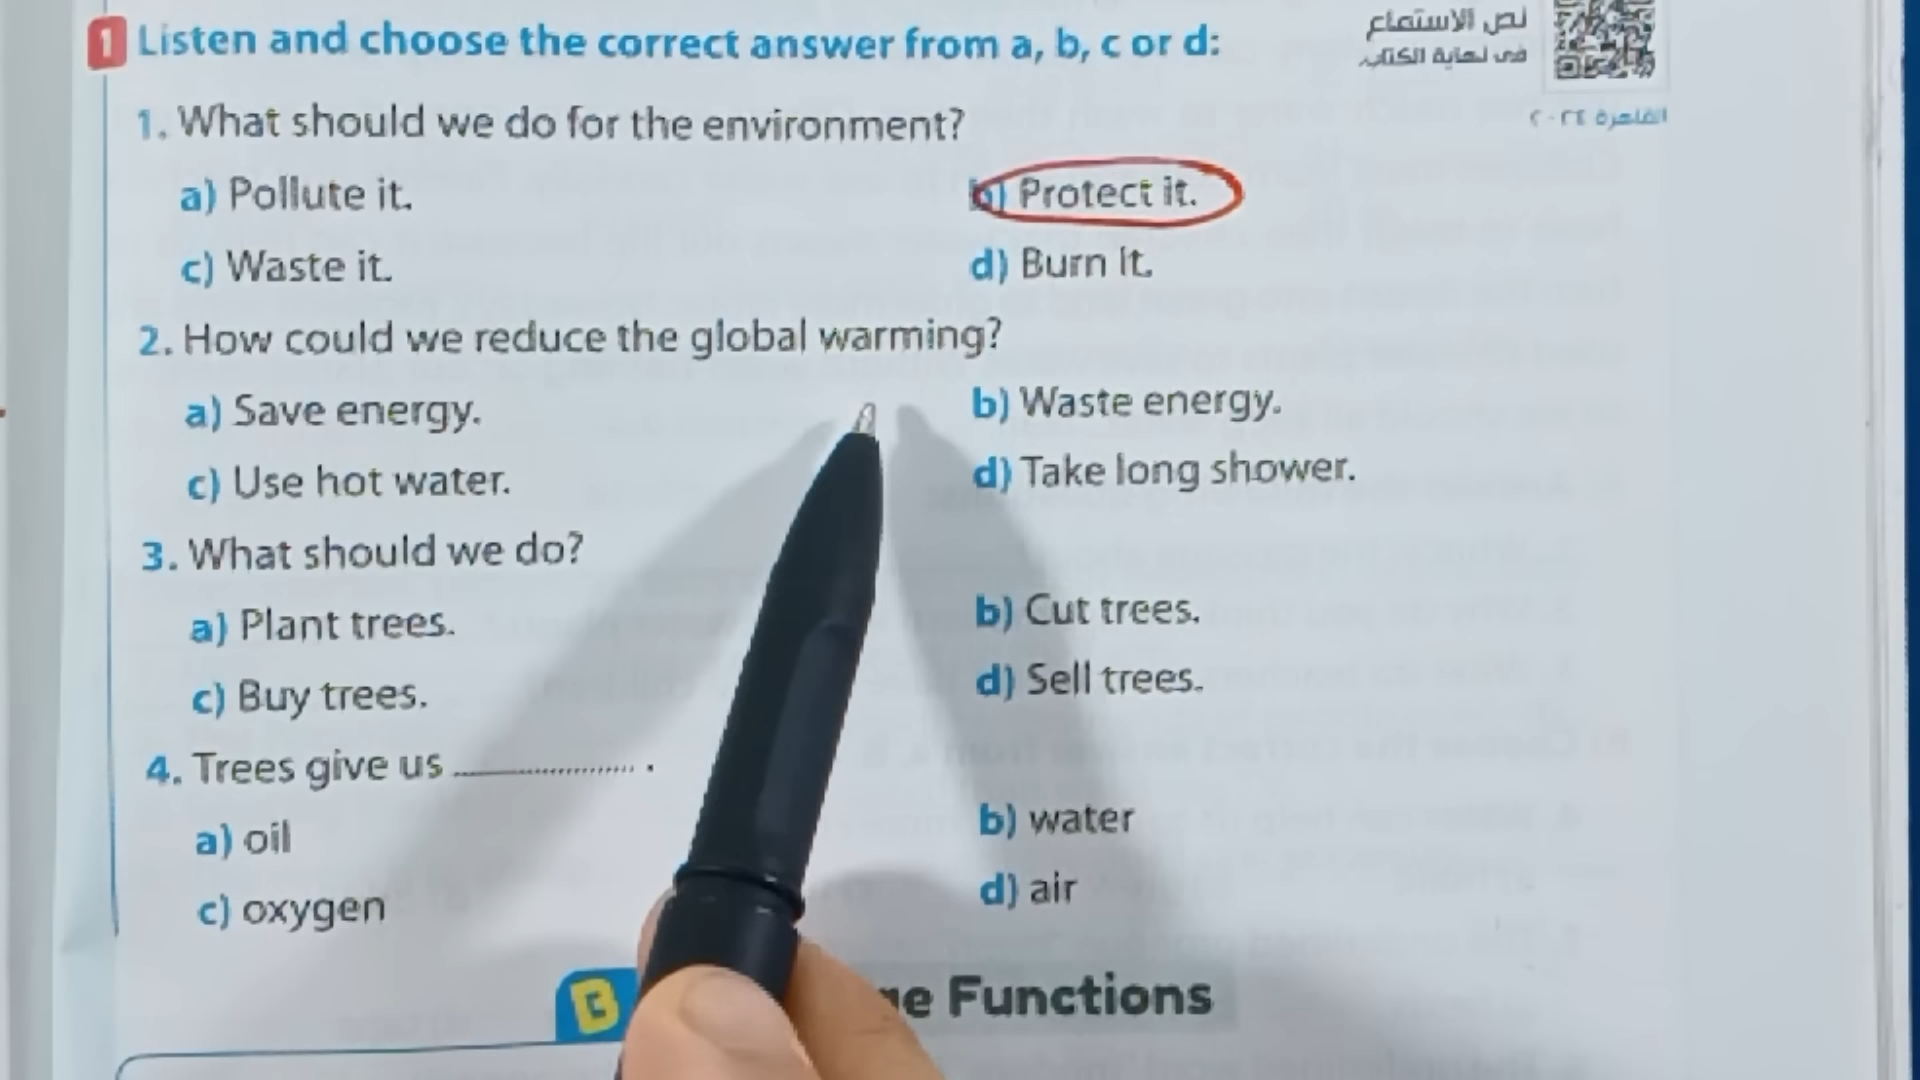 1 Listen and choose the correct answer from a, b, c or d:
نص الاستماع
فى نهاية الكتاب
القاهرة ٢٠٢٤
1. What should we do for the environment?
a) Pollute it.
b) Protect it.
c) Waste it.
d) Burn it.
2. How could we reduce the global warming?
a) Save energy.
b) Waste energy.
c) Use hot water.
d) Take long shower.
3. What should we do?
a) Plant trees.
b) Cut trees.
c) Buy trees.
d) Sell trees.
4. Trees give us .................... .
a) oil
b) water
c) oxygen
d) air
B Functions